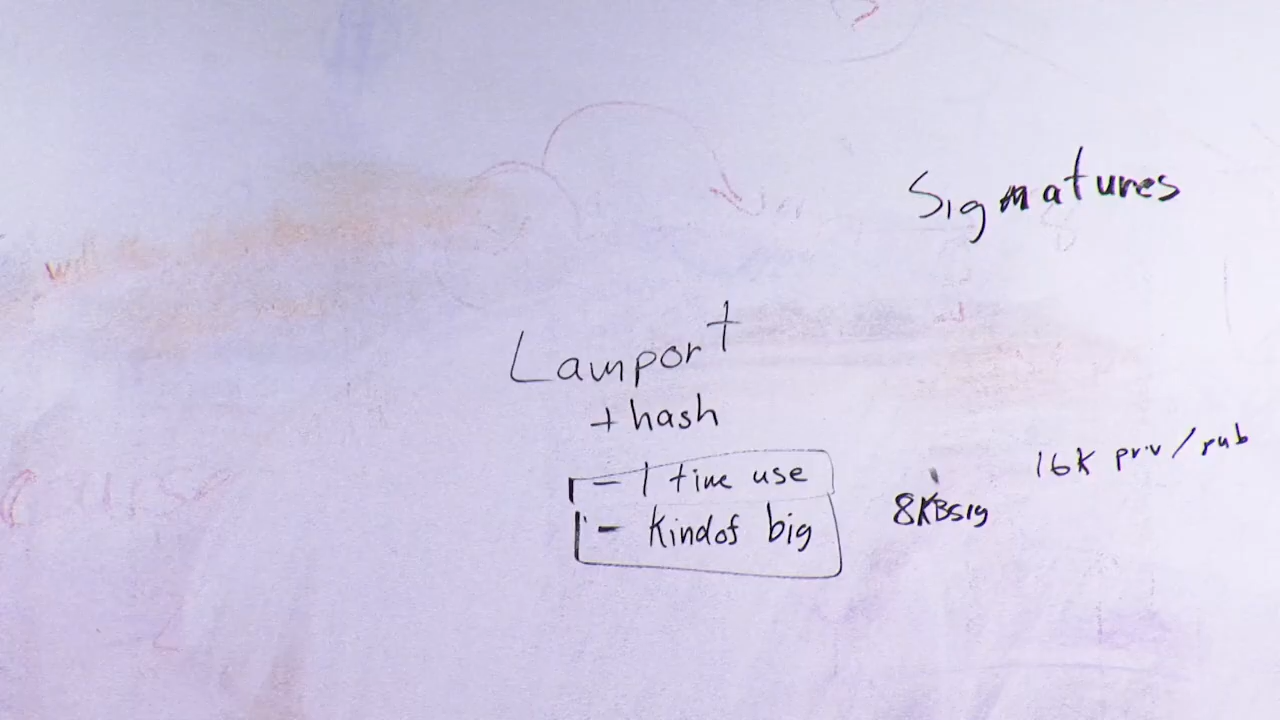 Signatures
Lamport
+ hash
- 1 time use
- Kindof big
8KBsig
16K priv/pub